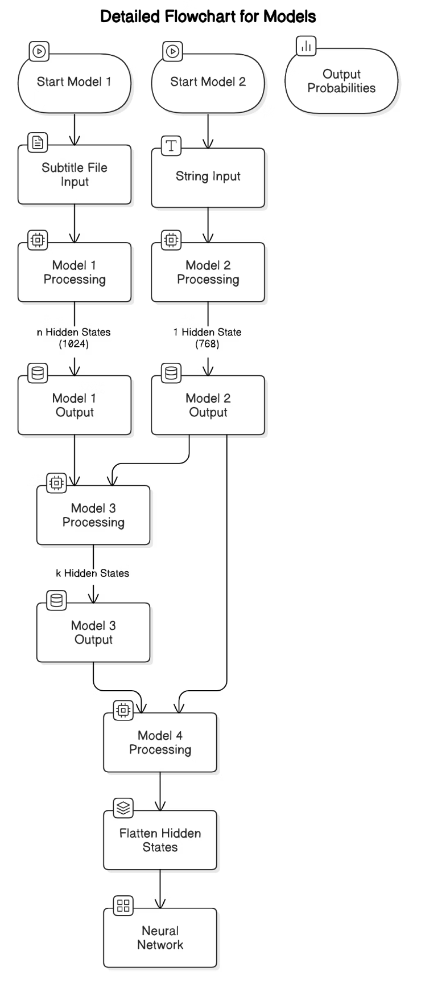 Detailed Flowchart for Models
Start Model 1
Start Model 2
Output
Probabilities
Subtitle File
Input
String Input
Model 1
Processing
Model 2
Processing
n Hidden States
(1024)
1 Hidden State
(768)
Model 1
Output
Model 2
Output
Model 3
Processing
k Hidden States
Model 3
Output
Model 4
Processing
Flatten Hidden
States
Neural
Network